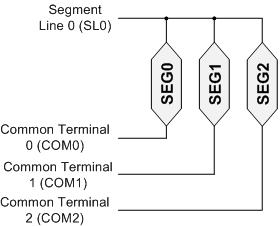 Segment
Line 0 (SL0)
SEG0
SEG1
SEG2
Common Terminal
0 (COM0)
Common Terminal
1 (COM1)
Common Terminal
2 (COM2)